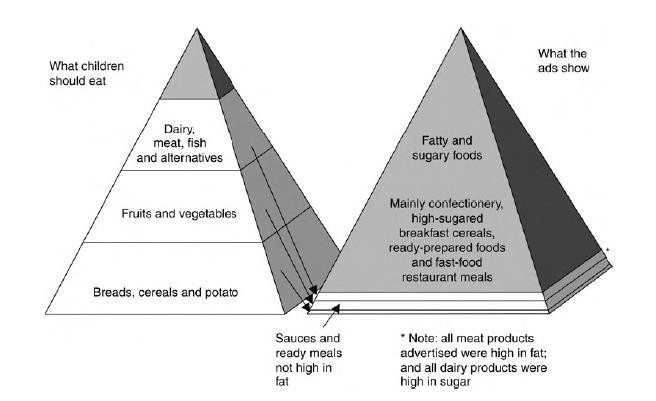 What children
should eat
What the
ads show
Dairy,
meat, fish
and alternatives
Fruits and vegetables
Breads, cereals and potato
Fatty and
sugary foods
Mainly confectionery,
high-sugared
breakfast cereals,
ready-prepared foods
and fast-food
restaurant meals
*
Sauces and
ready meals
not high in
fat
* Note: all meat products
advertised were high in fat;
and all dairy products were
high in sugar